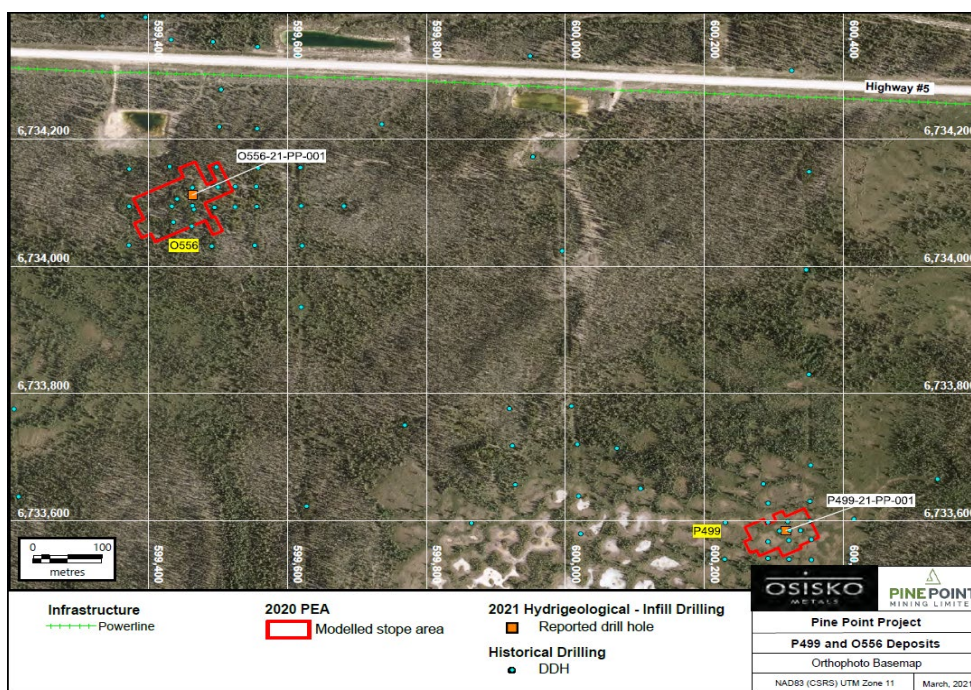 599,400
599,600
599,800
600,000
600,200
600,400
Highway #5
6,734,200
6,734,200
O556-21-PP-001
O556
6,734,000
6,734,000
6,733,800
6,733,800
P499-21-PP-001
6,733,600
6,733,600
P499
0 100
metres
599,400
599,600
599,800
600,000
600,200
Infrastructure
Powerline
2020 PEA
Modelled stope area
2021 Hydrigeological - Infill Drilling
Reported drill hole
Historical Drilling
DDH
OSISKO
METALS
PINE POINT
MINING LIMITE
Pine Point Project
P499 and O556 Deposits
Orthophoto Basemap
NAD83 (CSRS) UTM Zone 11
March, 2021